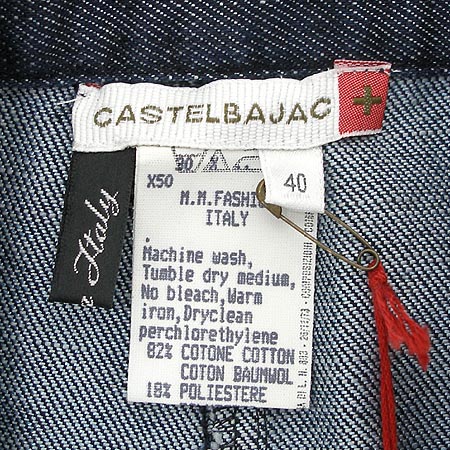 CASTELBAJAC
40
30
X50
M.M.FASHI
ITALY
Italy
Machine wash,
Tumble dry medium,
No bleach,Warm
iron,Dryclean
perchlorethylene
82% COTONE COTTON
COTON BAUMWOL
18% POLIESTERE